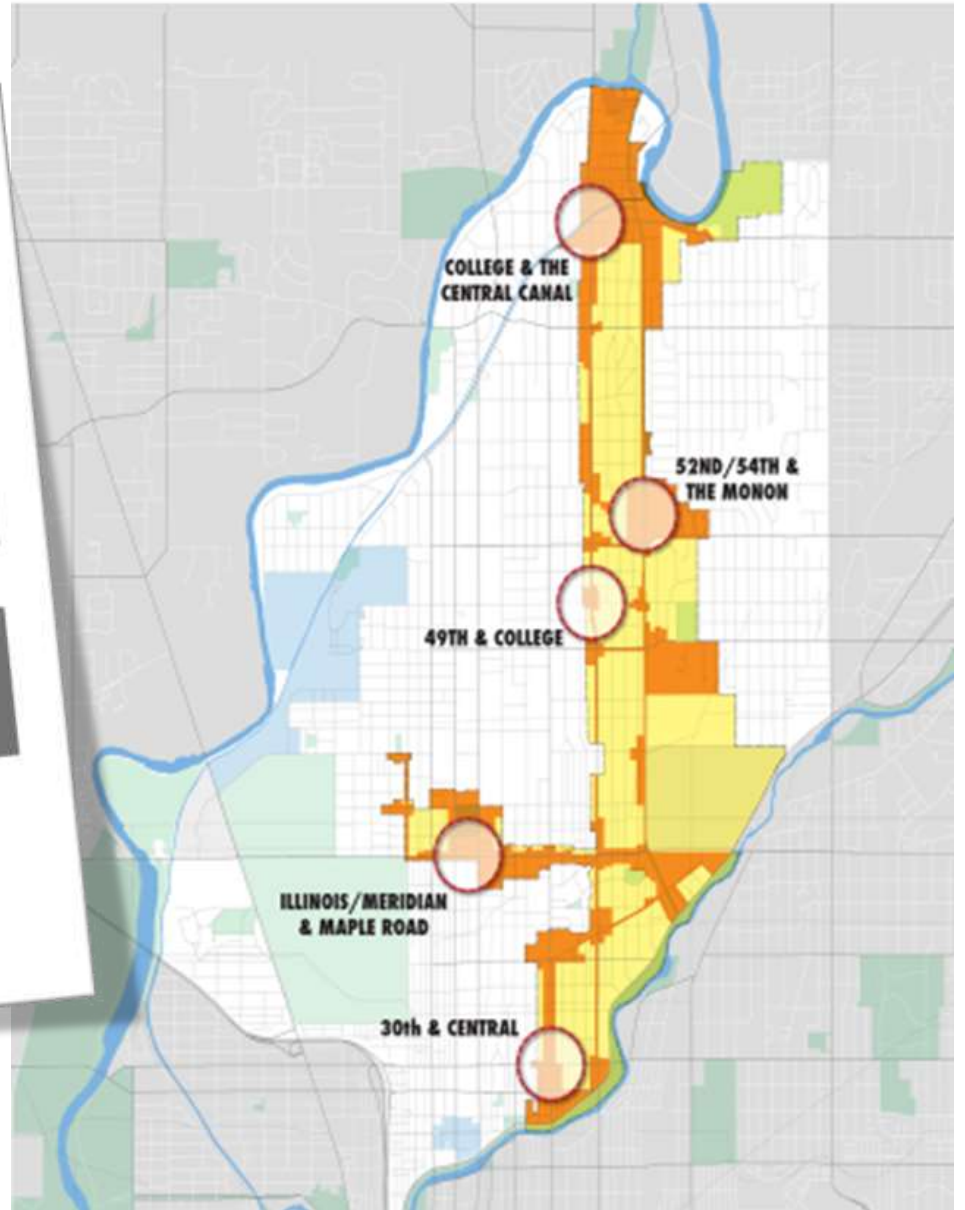 COLLEGE & THE
CENTRAL CANAL
52ND/54TH &
THE MONON
49TH & COLLEGE
ILLINOIS/MERIDIAN
& MAPLE ROAD
30th & CENTRAL